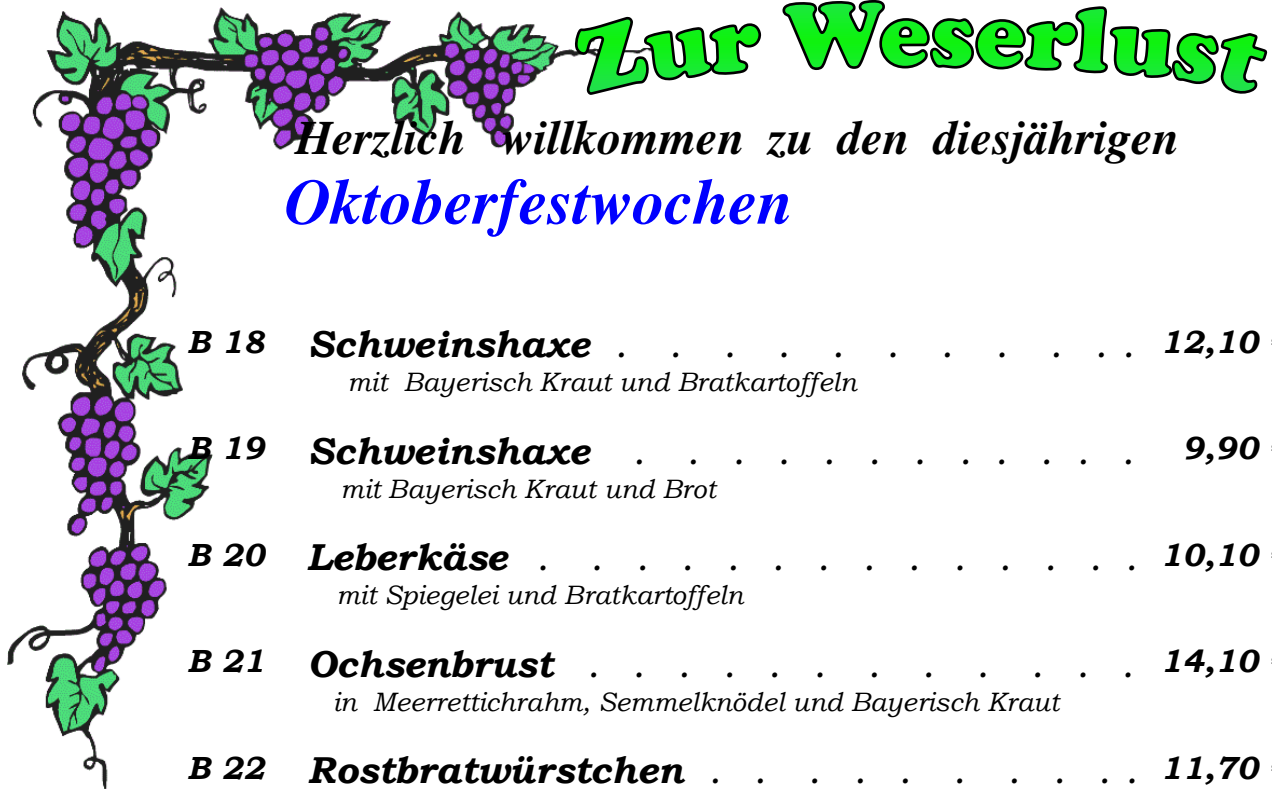 Zur Weserlust
Herzlich willkommen zu den diesjährigen
Oktoberfestwochen
B 18 Schweinshaxe . . . . . . . . . . . 12,10
mit Bayerisch Kraut und Bratkartoffeln
B 19 Schweinshaxe . . . . . . . . . . . 9,90
mit Bayerisch Kraut und Brot
B 20 Leberkäse . . . . . . . . . . . . 10,10
mit Spiegelei und Bratkartoffeln
B 21 Ochsenbrust . . . . . . . . . . . 14,10
in Meerrettichrahm, Semmelknödel und Bayerisch Kraut
B 22 Rostbratwürstchen . . . . . . . . . . 11,70